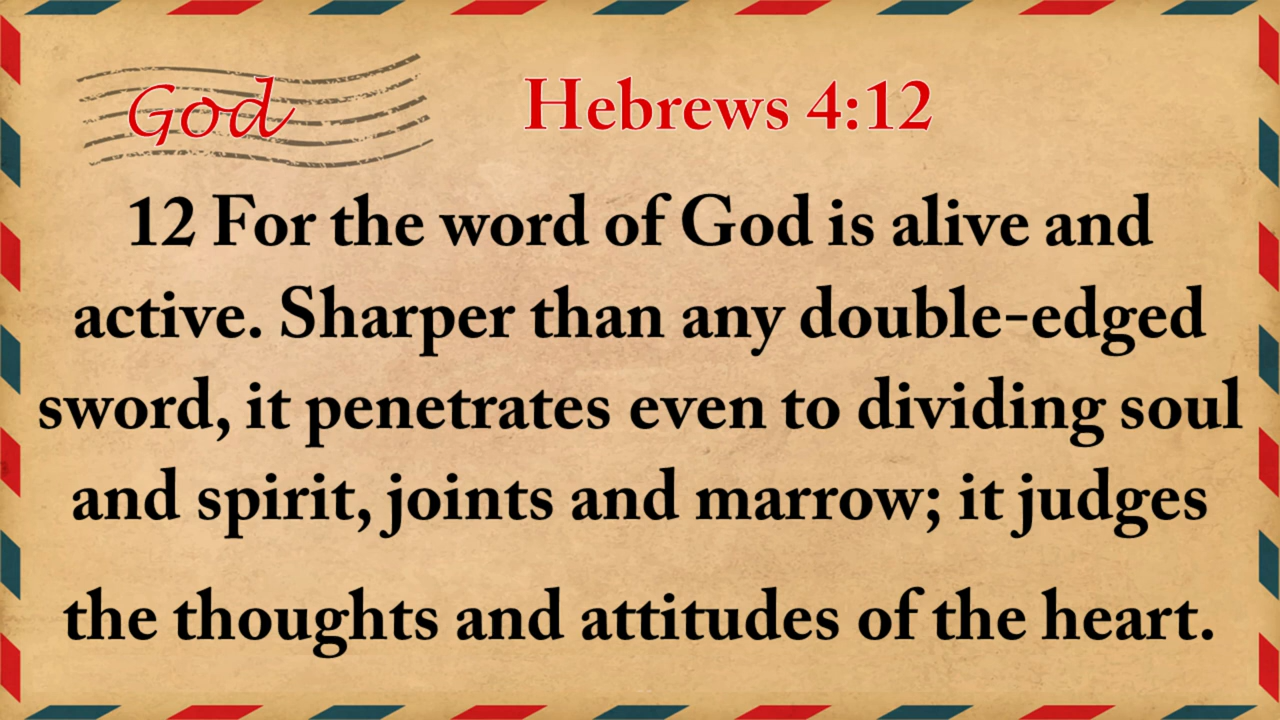 God
Hebrews 4:12
12 For the word of God is alive and
active. Sharper than any double-edged
sword, it penetrates even to dividing soul
and spirit, joints and marrow; it judges
the thoughts and attitudes of the heart.